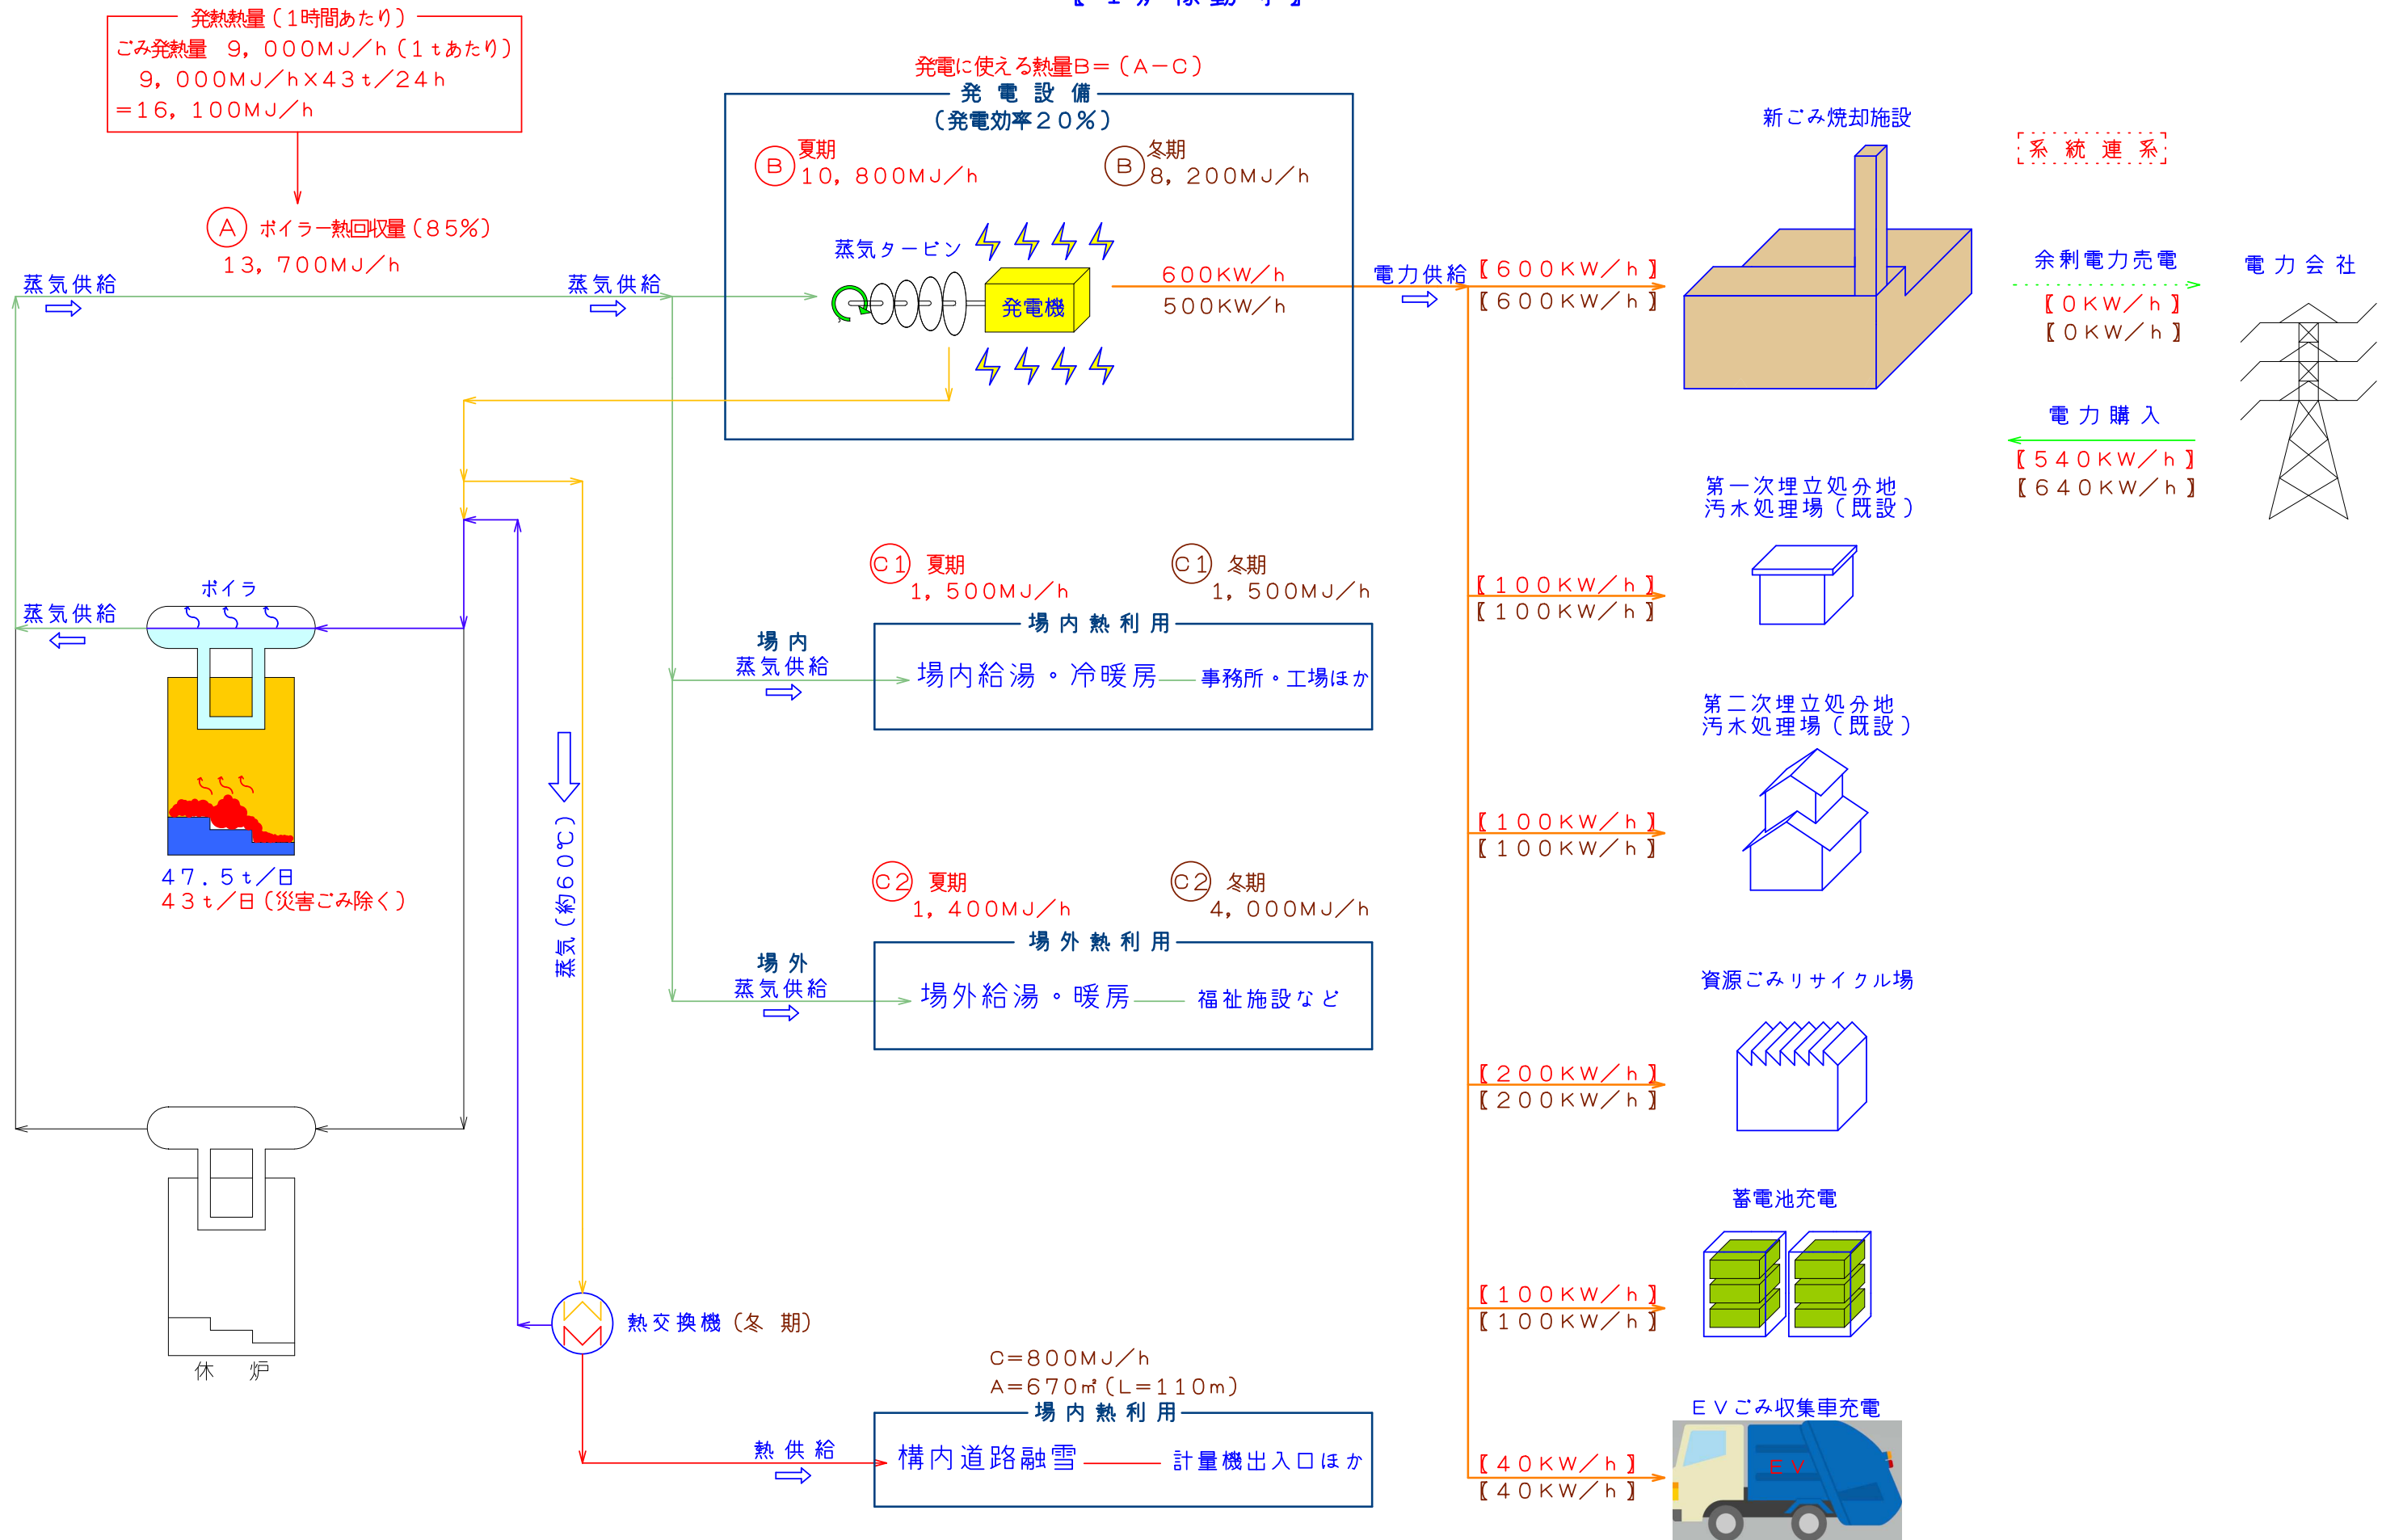 【１炉稼動時】
発熱熱量（１時間あたり）
ごみ発熱量　９，０００ＭＪ／ｈ（１ｔあたり）
９，０００ＭＪ／ｈ×４３ｔ／２４ｈ
＝１６，１００ＭＪ／ｈ
Ａ ボイラー熱回収量（８５％）
１３，７００ＭＪ／ｈ
蒸気供給
蒸気供給
発電に使える熱量Ｂ＝（Ａ－Ｃ）
発電設備
（発電効率２０％）
Ｂ 夏期
１０，８００ＭＪ／ｈ
Ｂ 冬期
８，２００ＭＪ／ｈ
蒸気タービン
発電機
６００ＫＷ／ｈ
５００ＫＷ／ｈ
電力供給
【６００ＫＷ／ｈ】
【６００ＫＷ／ｈ】
新ごみ焼却施設
系統連系
余剰電力売電
【０ＫＷ／ｈ】
【０ＫＷ／ｈ】
電力会社
電力購入
【５４０ＫＷ／ｈ】
【６４０ＫＷ／ｈ】
第一次埋立処分地
汚水処理場（既設）
【１００ＫＷ／ｈ】
【１００ＫＷ／ｈ】
ボイラ
蒸気供給
４７．５ｔ／日
４３ｔ／日（災害ごみ除く）
Ｃ１ 夏期
１，５００ＭＪ／ｈ
Ｃ１ 冬期
１，５００ＭＪ／ｈ
場内熱利用
場内
蒸気供給
場内給湯・冷暖房
事務所・工場ほか
第二次埋立処分地
汚水処理場（既設）
【１００ＫＷ／ｈ】
【１００ＫＷ／ｈ】
蒸気（約６０℃）
Ｃ２ 夏期
１，４００ＭＪ／ｈ
Ｃ２ 冬期
４，０００ＭＪ／ｈ
場外熱利用
場外
蒸気供給
場外給湯・暖房
福祉施設など
資源ごみリサイクル場
【２００ＫＷ／ｈ】
【２００ＫＷ／ｈ】
休　炉
蓄電池充電
【１００ＫＷ／ｈ】
【１００ＫＷ／ｈ】
熱交換機（冬　期）
Ｃ＝８００ＭＪ／ｈ
Ａ＝６７０㎡（Ｌ＝１１０ｍ）
場内熱利用
熱供給
構内道路融雪
計量機出入口ほか
ＥＶごみ収集車充電
【４０ＫＷ／ｈ】
【４０ＫＷ／ｈ】
ＥＶ